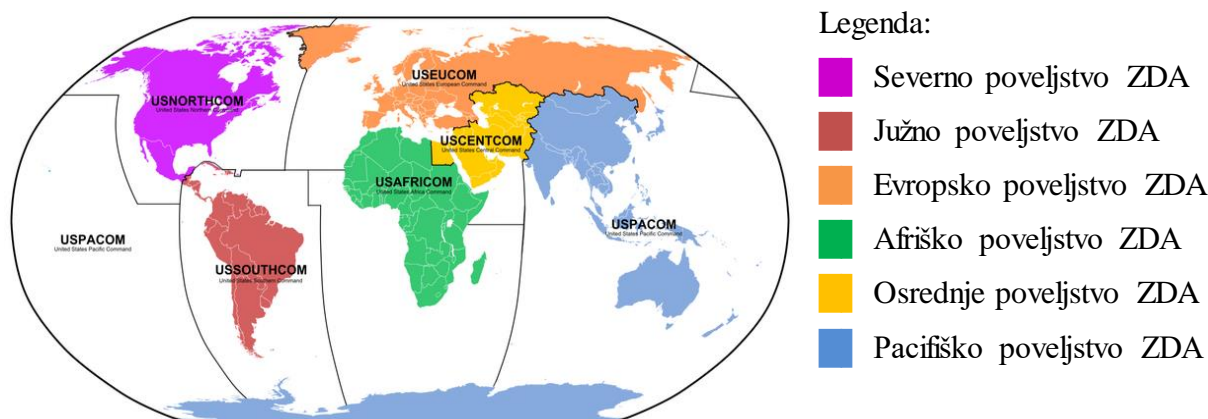 USNORTHCOM
United States Northern Command
USEUCOM
United States European Command
USCENTCOM
United States Central Command
USAFRICOM
United States Africa Command
USPACOM
United States Pacific Command
USPACOM
United States Pacific Command
USSOUTHCOM
United States Southern Command
Legenda:
Severno poveljstvo ZDA
Južno poveljstvo ZDA
Evropsko poveljstvo ZDA
Afriško poveljstvo ZDA
Osrednje poveljstvo ZDA
Pacifiško poveljstvo ZDA